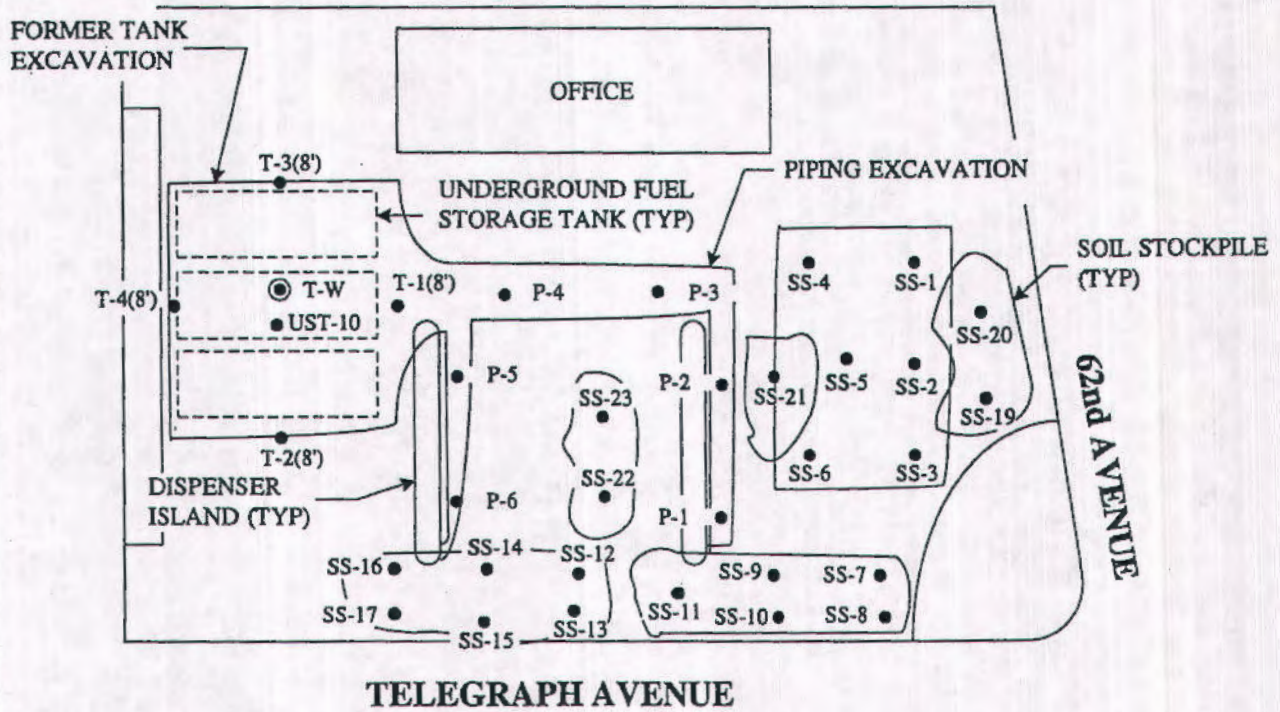 FORMER TANK
EXCAVATION
OFFICE
T-3(8')
UNDERGROUND FUEL
STORAGE TANK (TYP)
PIPING EXCAVATION
SOIL STOCKPILE
(TYP)
SS-4
SS-1
T-4(8')
T-W
T-1(8')
P-4
P-3
UST-10
SS-20
P-5
P-2
SS-21
SS-5
SS-2
SS-23
SS-19
62nd AVENUE
T-2(8')
SS-6
SS-3
SS-22
DISPENSER
ISLAND (TYP)
P-6
P-1
SS-14
SS-12
SS-16
SS-9
SS-7
SS-17
SS-15
SS-13
SS-11
SS-10
SS-8
TELEGRAPH AVENUE